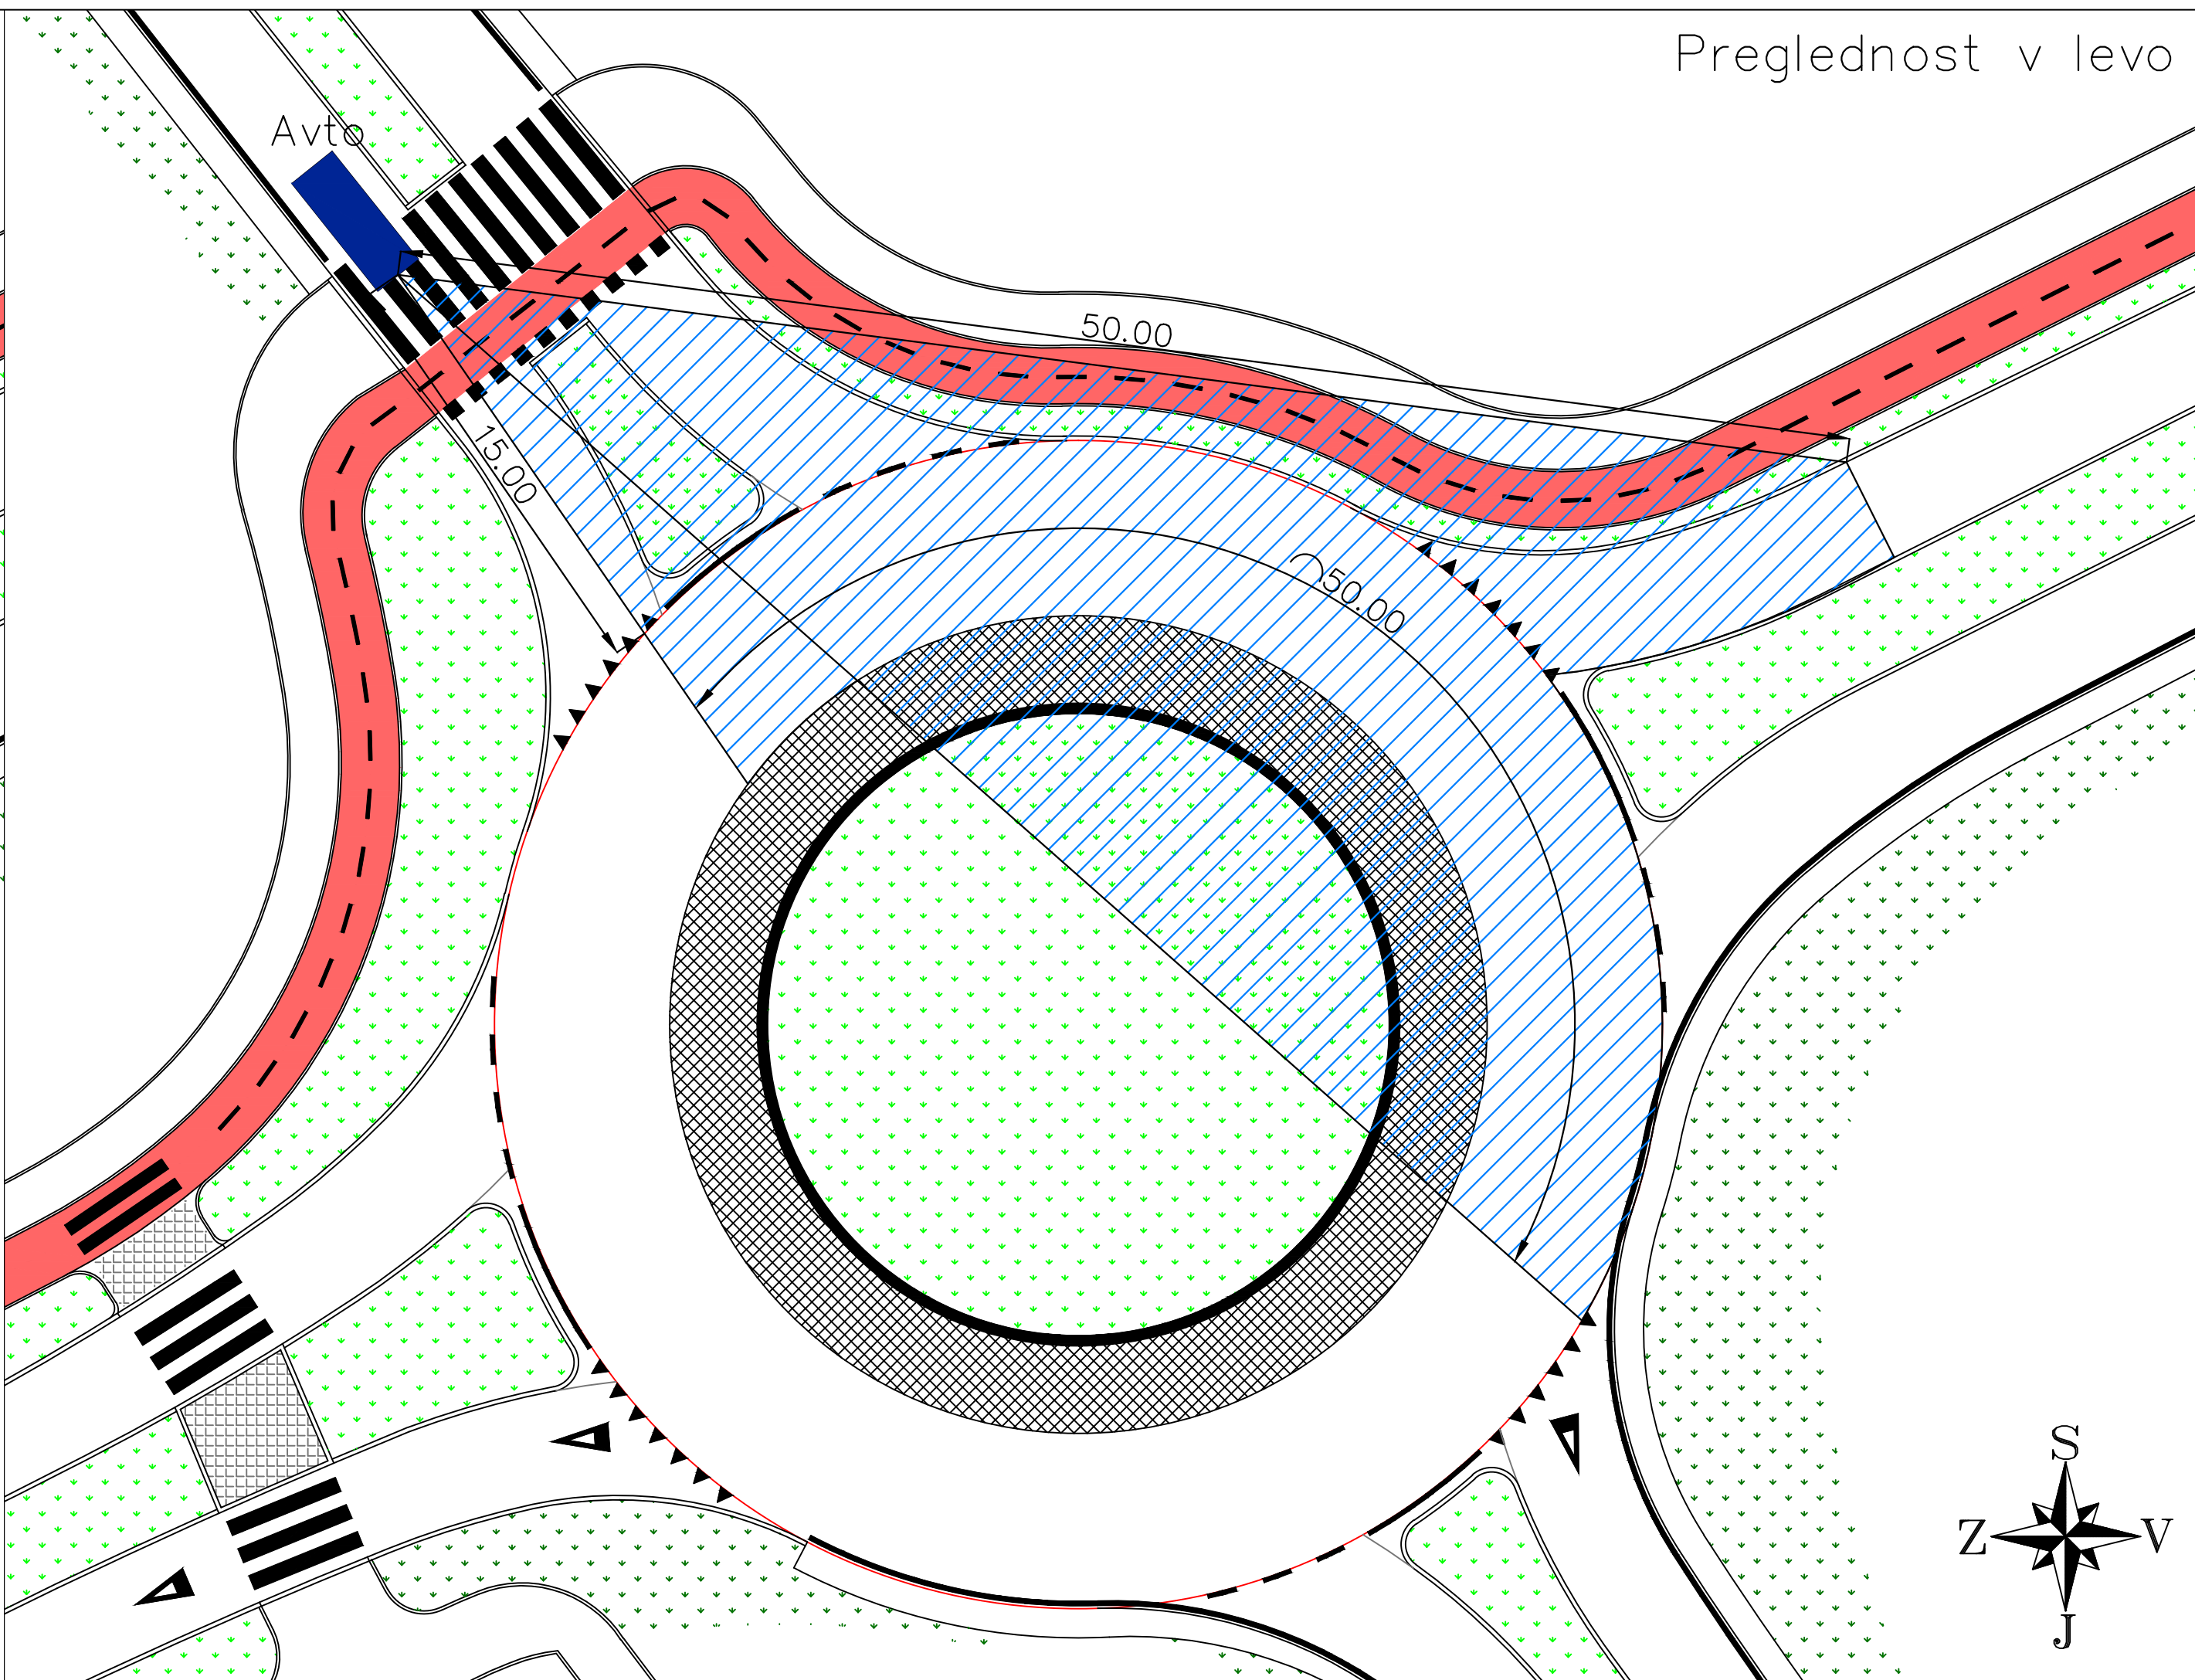 Preglednost v levo
Avto
50.00
15.00
⌒50.00
S
Z V
J